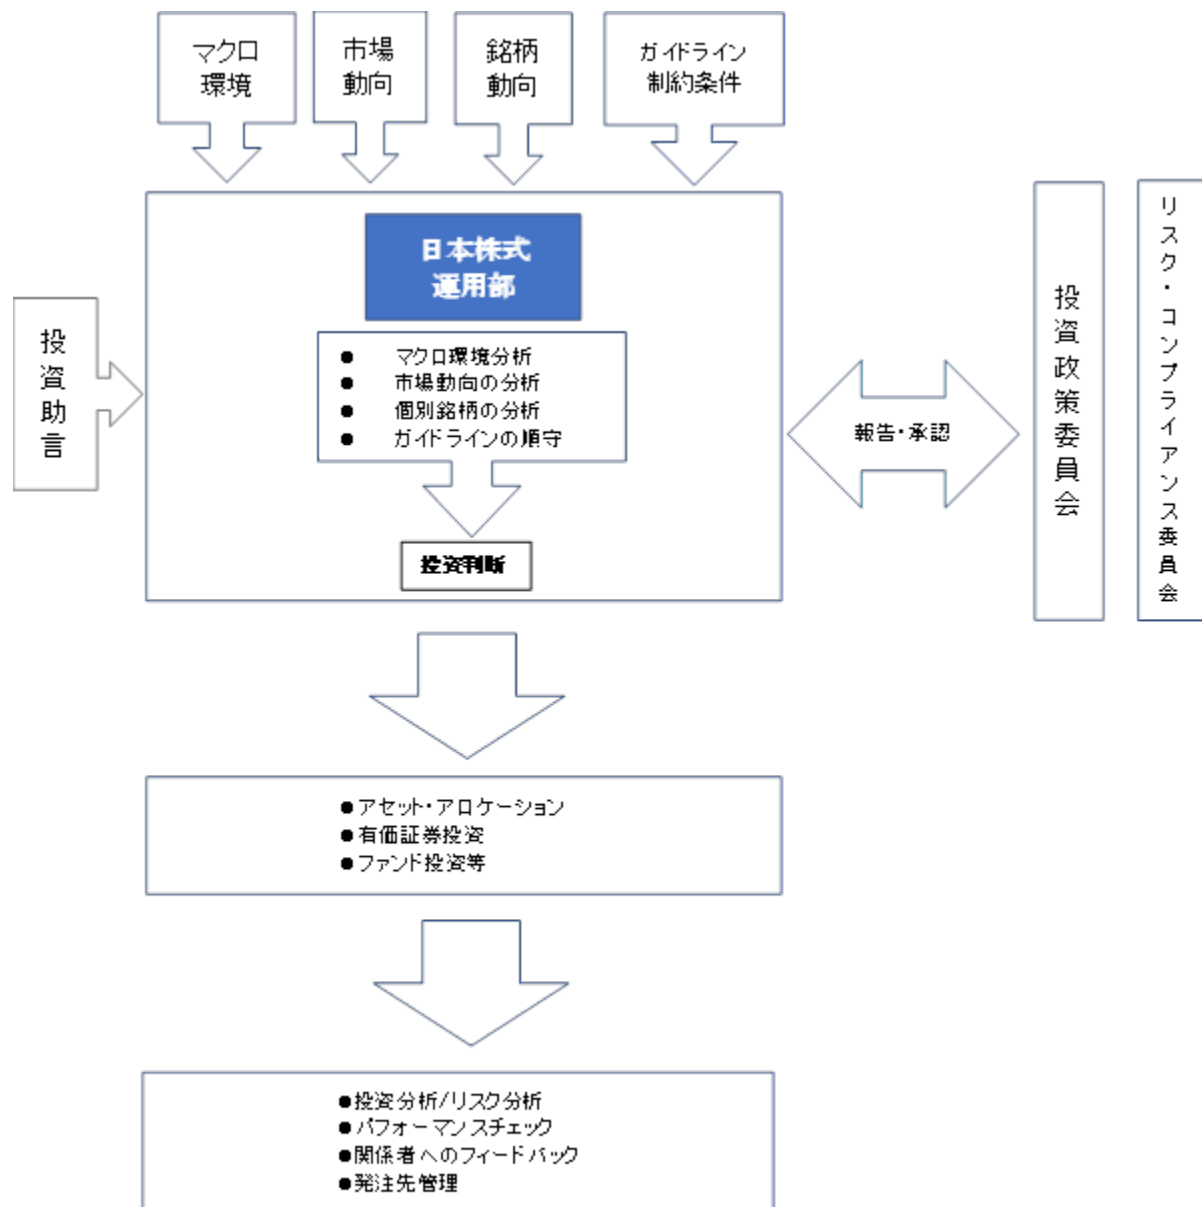 マクロ
環境
市場
動向
銘柄
動向
ガイドライン
制約条件
日本株式
運用部
● マクロ環境分析
● 市場動向の分析
● 個別銘柄の分析
● ガイドラインの順守
投資判断
投資助言
報告・承認
投資政策委員会
リスク・コンプライアンス委員会
●アセット・アロケーション
●有価証券投資
●ファンド投資等
●投資分析/リスク分析
●パフォーマンスチェック
●関係者へのフィードバック
●発注先管理